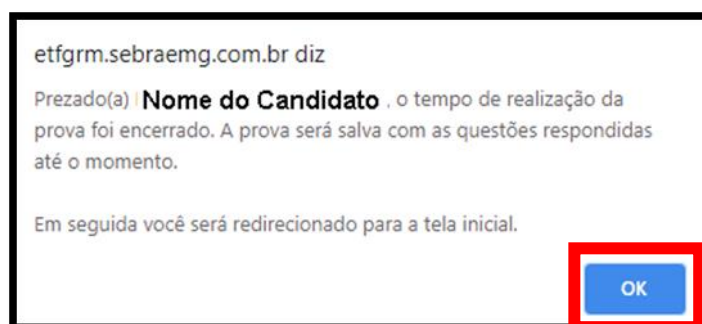 etfgrm.sebraemg.com.br diz
Prezado(a) Nome do Candidato , o tempo de realização da
prova foi encerrado. A prova será salva com as questões respondidas
até o momento.
Em seguida você será redirecionado para a tela inicial.
OK